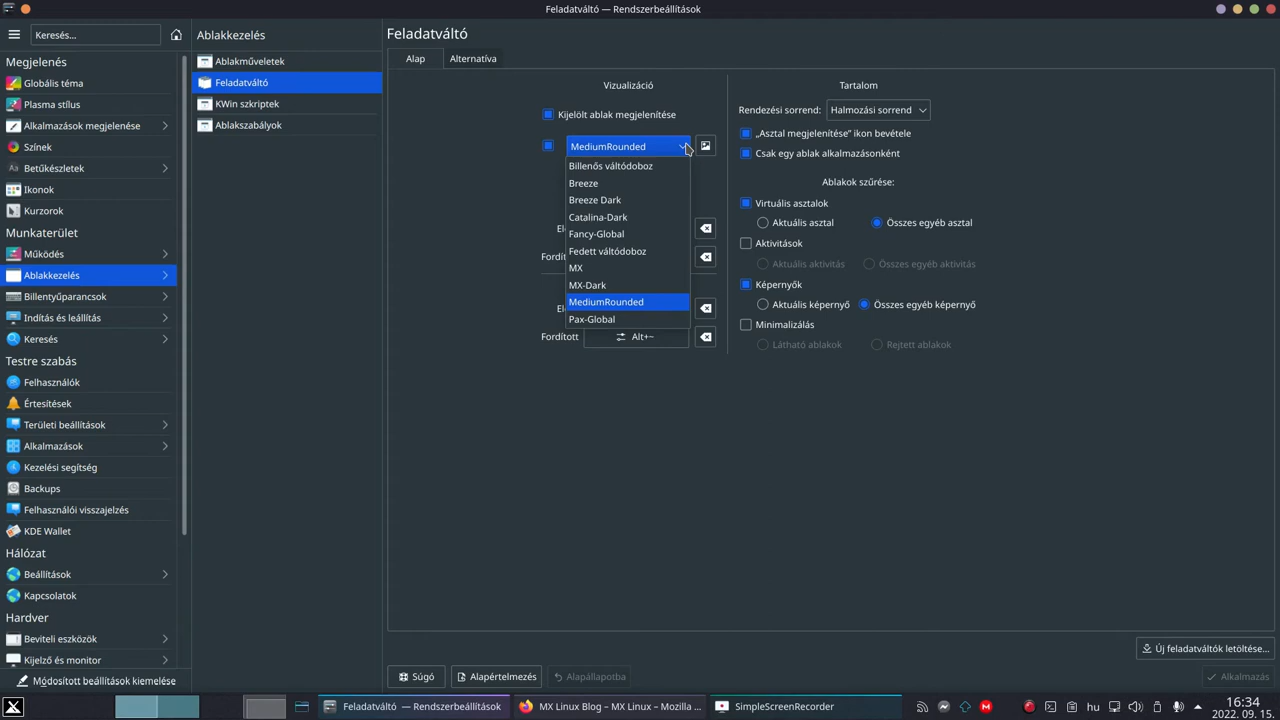 Feladatváltó — Rendszerbeállítások
Keresés...
Megjelenés
Globális téma
Plasma stílus
Alkalmazások megjelenése
Színek
Betűkészletek
Ikonok
Kurzorok
Munkaterület
Működés
Ablakkezelés
Billentyűparancsok
Indítás és leállítás
Keresés
Testre szabás
Felhasználók
Értesítések
Területi beállítások
Alkalmazások
Kezelési segítség
Backups
Felhasználói visszajelzés
KDE Wallet
Hálózat
Beállítások
Kapcsolatok
Hardver
Beviteli eszközök
Kijelző és monitor
Módosított beállítások kiemelése
Ablakkezelés
Ablakműveletek
Feladatváltó
KWin szkriptek
Ablakszabályok
Feladatváltó
Alap
Alternatíva
Vizualizáció
Kijelölt ablak megjelenítése
MediumRounded
Billenős váltódoboz
Breeze
Breeze Dark
Catalina-Dark
Fancy-Global
Fedett váltódoboz
MX
MX-Dark
MediumRounded
Pax-Global
Fordított
Alt+~
Tartalom
Rendezési sorrend: Halmozási sorrend
„Asztal megjelenítése” ikon bevétele
Csak egy ablak alkalmazásonként
Ablakok szűrése:
Virtuális asztalok
Aktuális asztal
Összes egyéb asztal
Aktivitások
Aktuális aktivitás
Összes egyéb aktivitás
Képernyők
Aktuális képernyő
Összes egyéb képernyő
Minimalizálás
Látható ablakok
Rejtett ablakok
Új feladatváltók letöltése...
Súgó
Alapértelmezés
Alapállapotba
Alkalmazás
Feladatváltó — Rendszerbeállítások
MX Linux Blog – MX Linux – Mozilla ...
SimpleScreenRecorder
hu
16:34
2022. 09. 15.